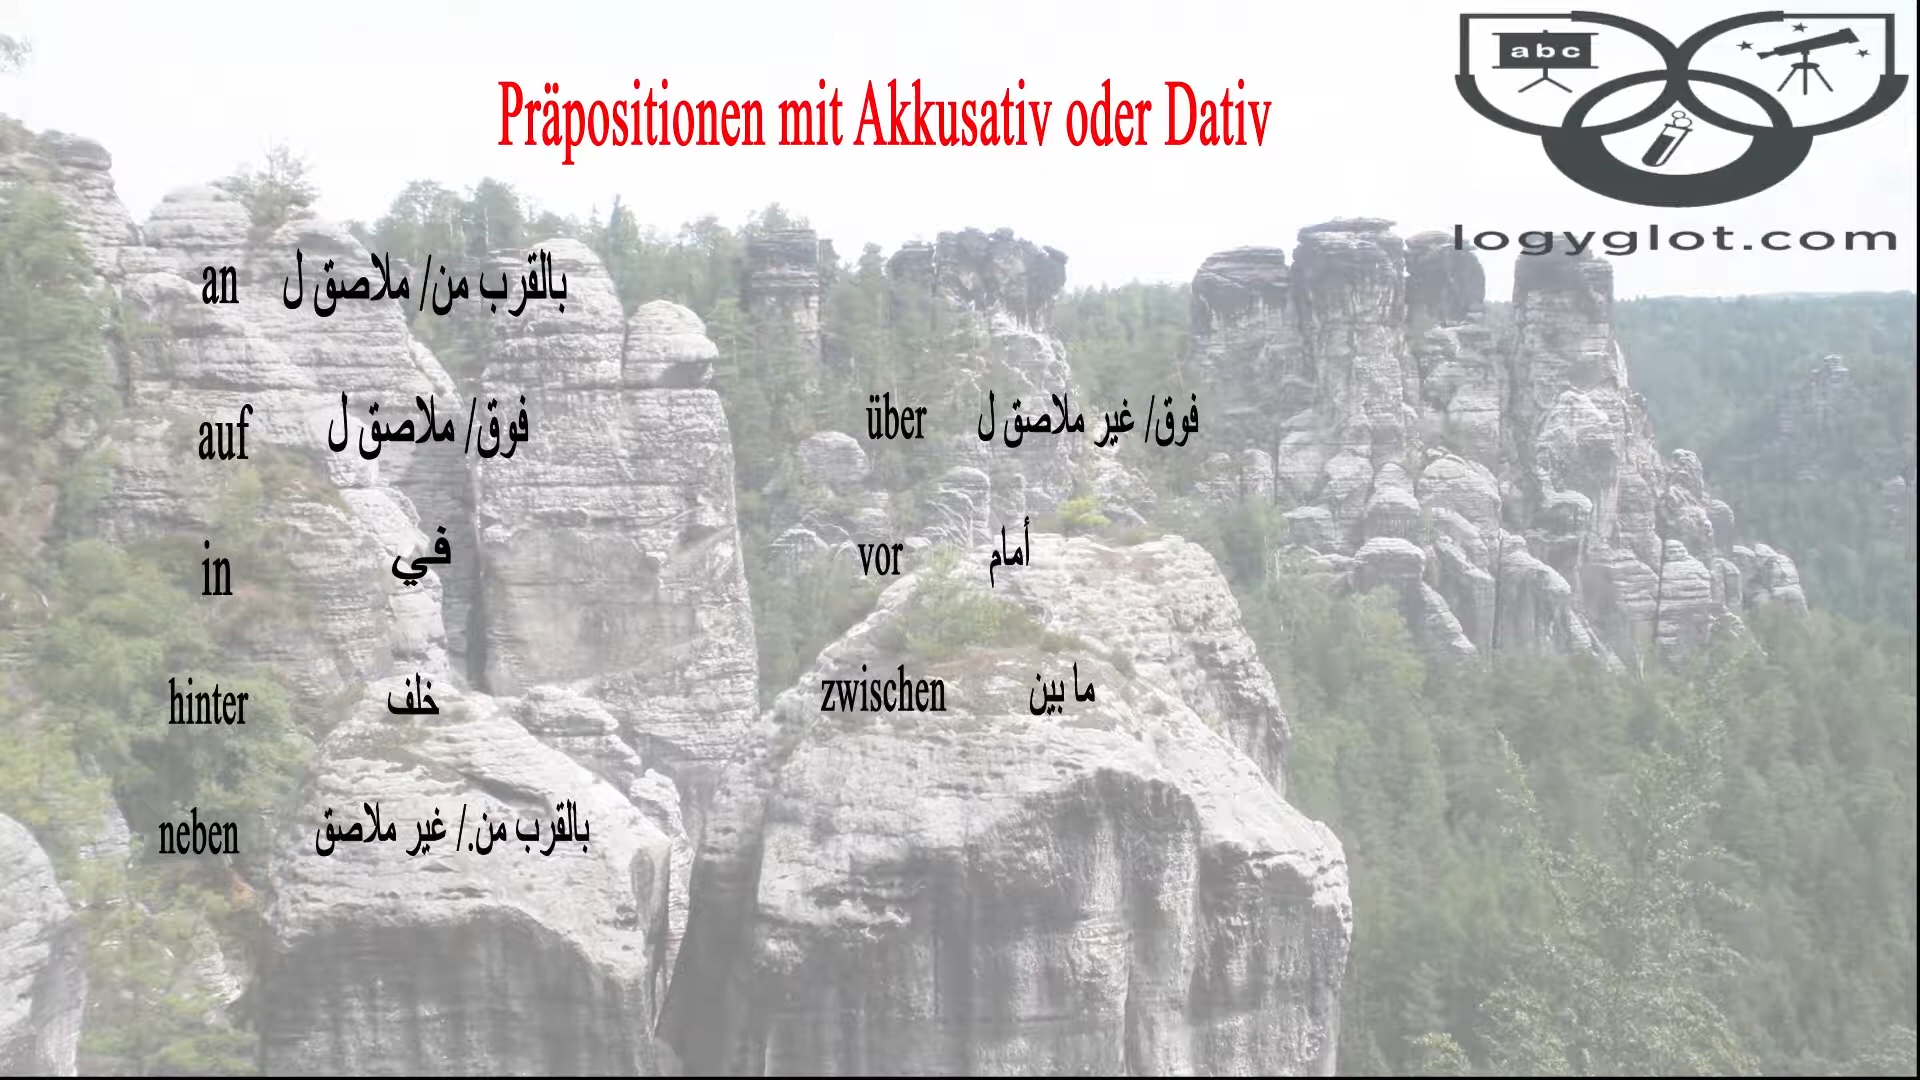 abc
logyglot.com
Präpositionen mit Akkusativ oder Dativ
an بالقرب من/ ملاصق ل
auf فوق/ ملاصق ل
über فوق/ غير ملاصق ل
in في
vor أمام
hinter خلف
zwischen ما بين
neben بالقرب من./ غير ملاصق